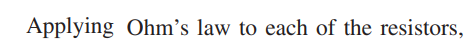 Applying Ohm’s law to each of the resistors,